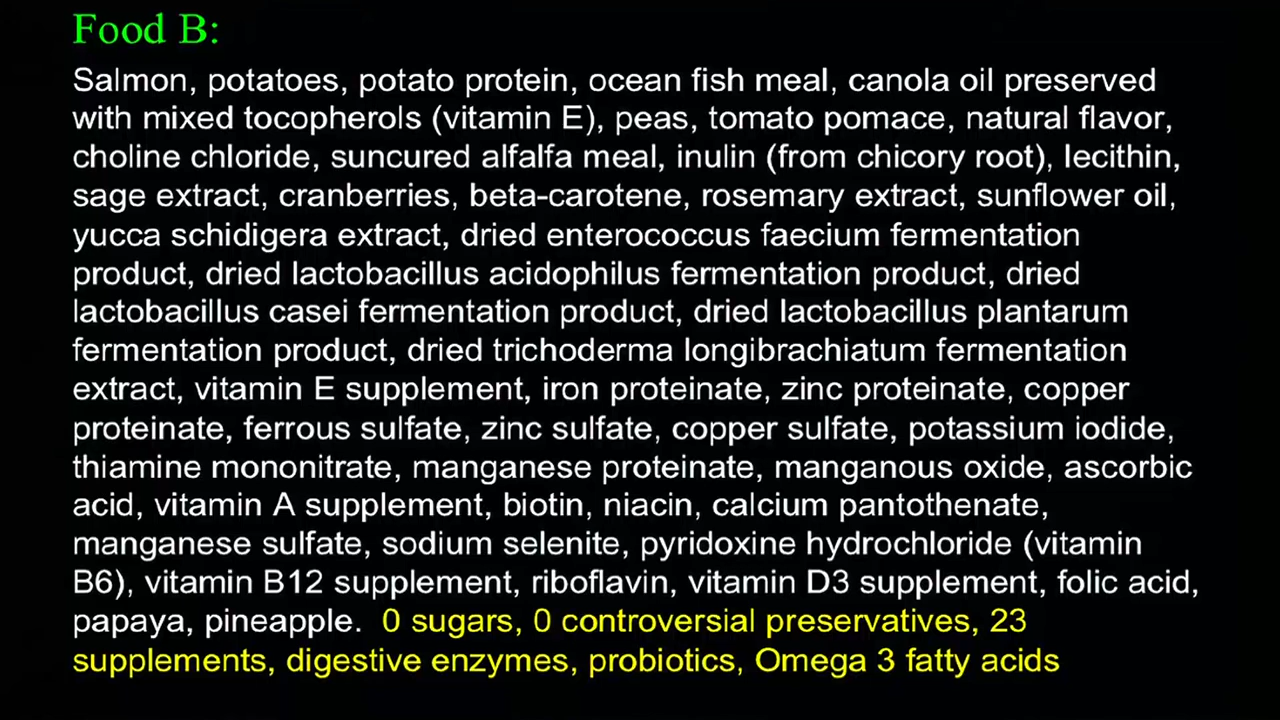 Food B:
Salmon, potatoes, potato protein, ocean fish meal, canola oil preserved
with mixed tocopherols (vitamin E), peas, tomato pomace, natural flavor,
choline chloride, suncured alfalfa meal, inulin (from chicory root), lecithin,
sage extract, cranberries, beta-carotene, rosemary extract, sunflower oil,
yucca schidigera extract, dried enterococcus faecium fermentation
product, dried lactobacillus acidophilus fermentation product, dried
lactobacillus casei fermentation product, dried lactobacillus plantarum
fermentation product, dried trichoderma longibrachiatum fermentation
extract, vitamin E supplement, iron proteinate, zinc proteinate, copper
proteinate, ferrous sulfate, zinc sulfate, copper sulfate, potassium iodide,
thiamine mononitrate, manganese proteinate, manganous oxide, ascorbic
acid, vitamin A supplement, biotin, niacin, calcium pantothenate,
manganese sulfate, sodium selenite, pyridoxine hydrochloride (vitamin
B6), vitamin B12 supplement, riboflavin, vitamin D3 supplement, folic acid,
papaya, pineapple. 0 sugars, 0 controversial preservatives, 23
supplements, digestive enzymes, probiotics, Omega 3 fatty acids